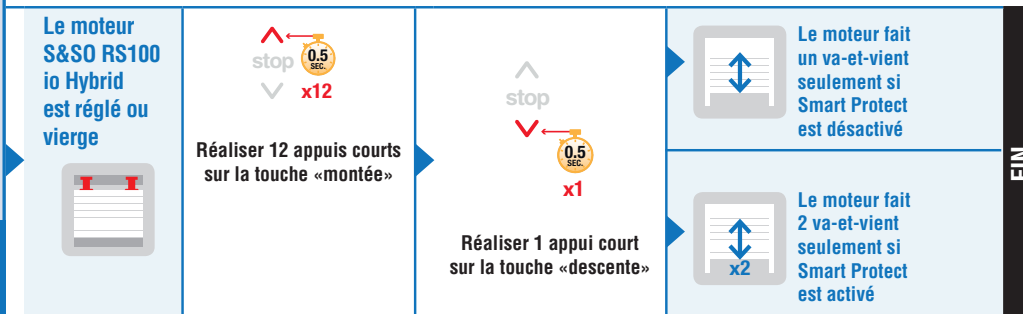 Le moteur
S&SO RS100
io Hybrid
est réglé ou
vierge
stop
0.5
SEC.
x12
Réaliser 12 appuis courts
sur la touche «montée»
stop
0.5
SEC.
x1
Réaliser 1 appui court
sur la touche «descente»
Le moteur fait
un va-et-vient
seulement si
Smart Protect
est désactivé
x2
Le moteur fait
2 va-et-vient
seulement si
Smart Protect
est activé
FIN